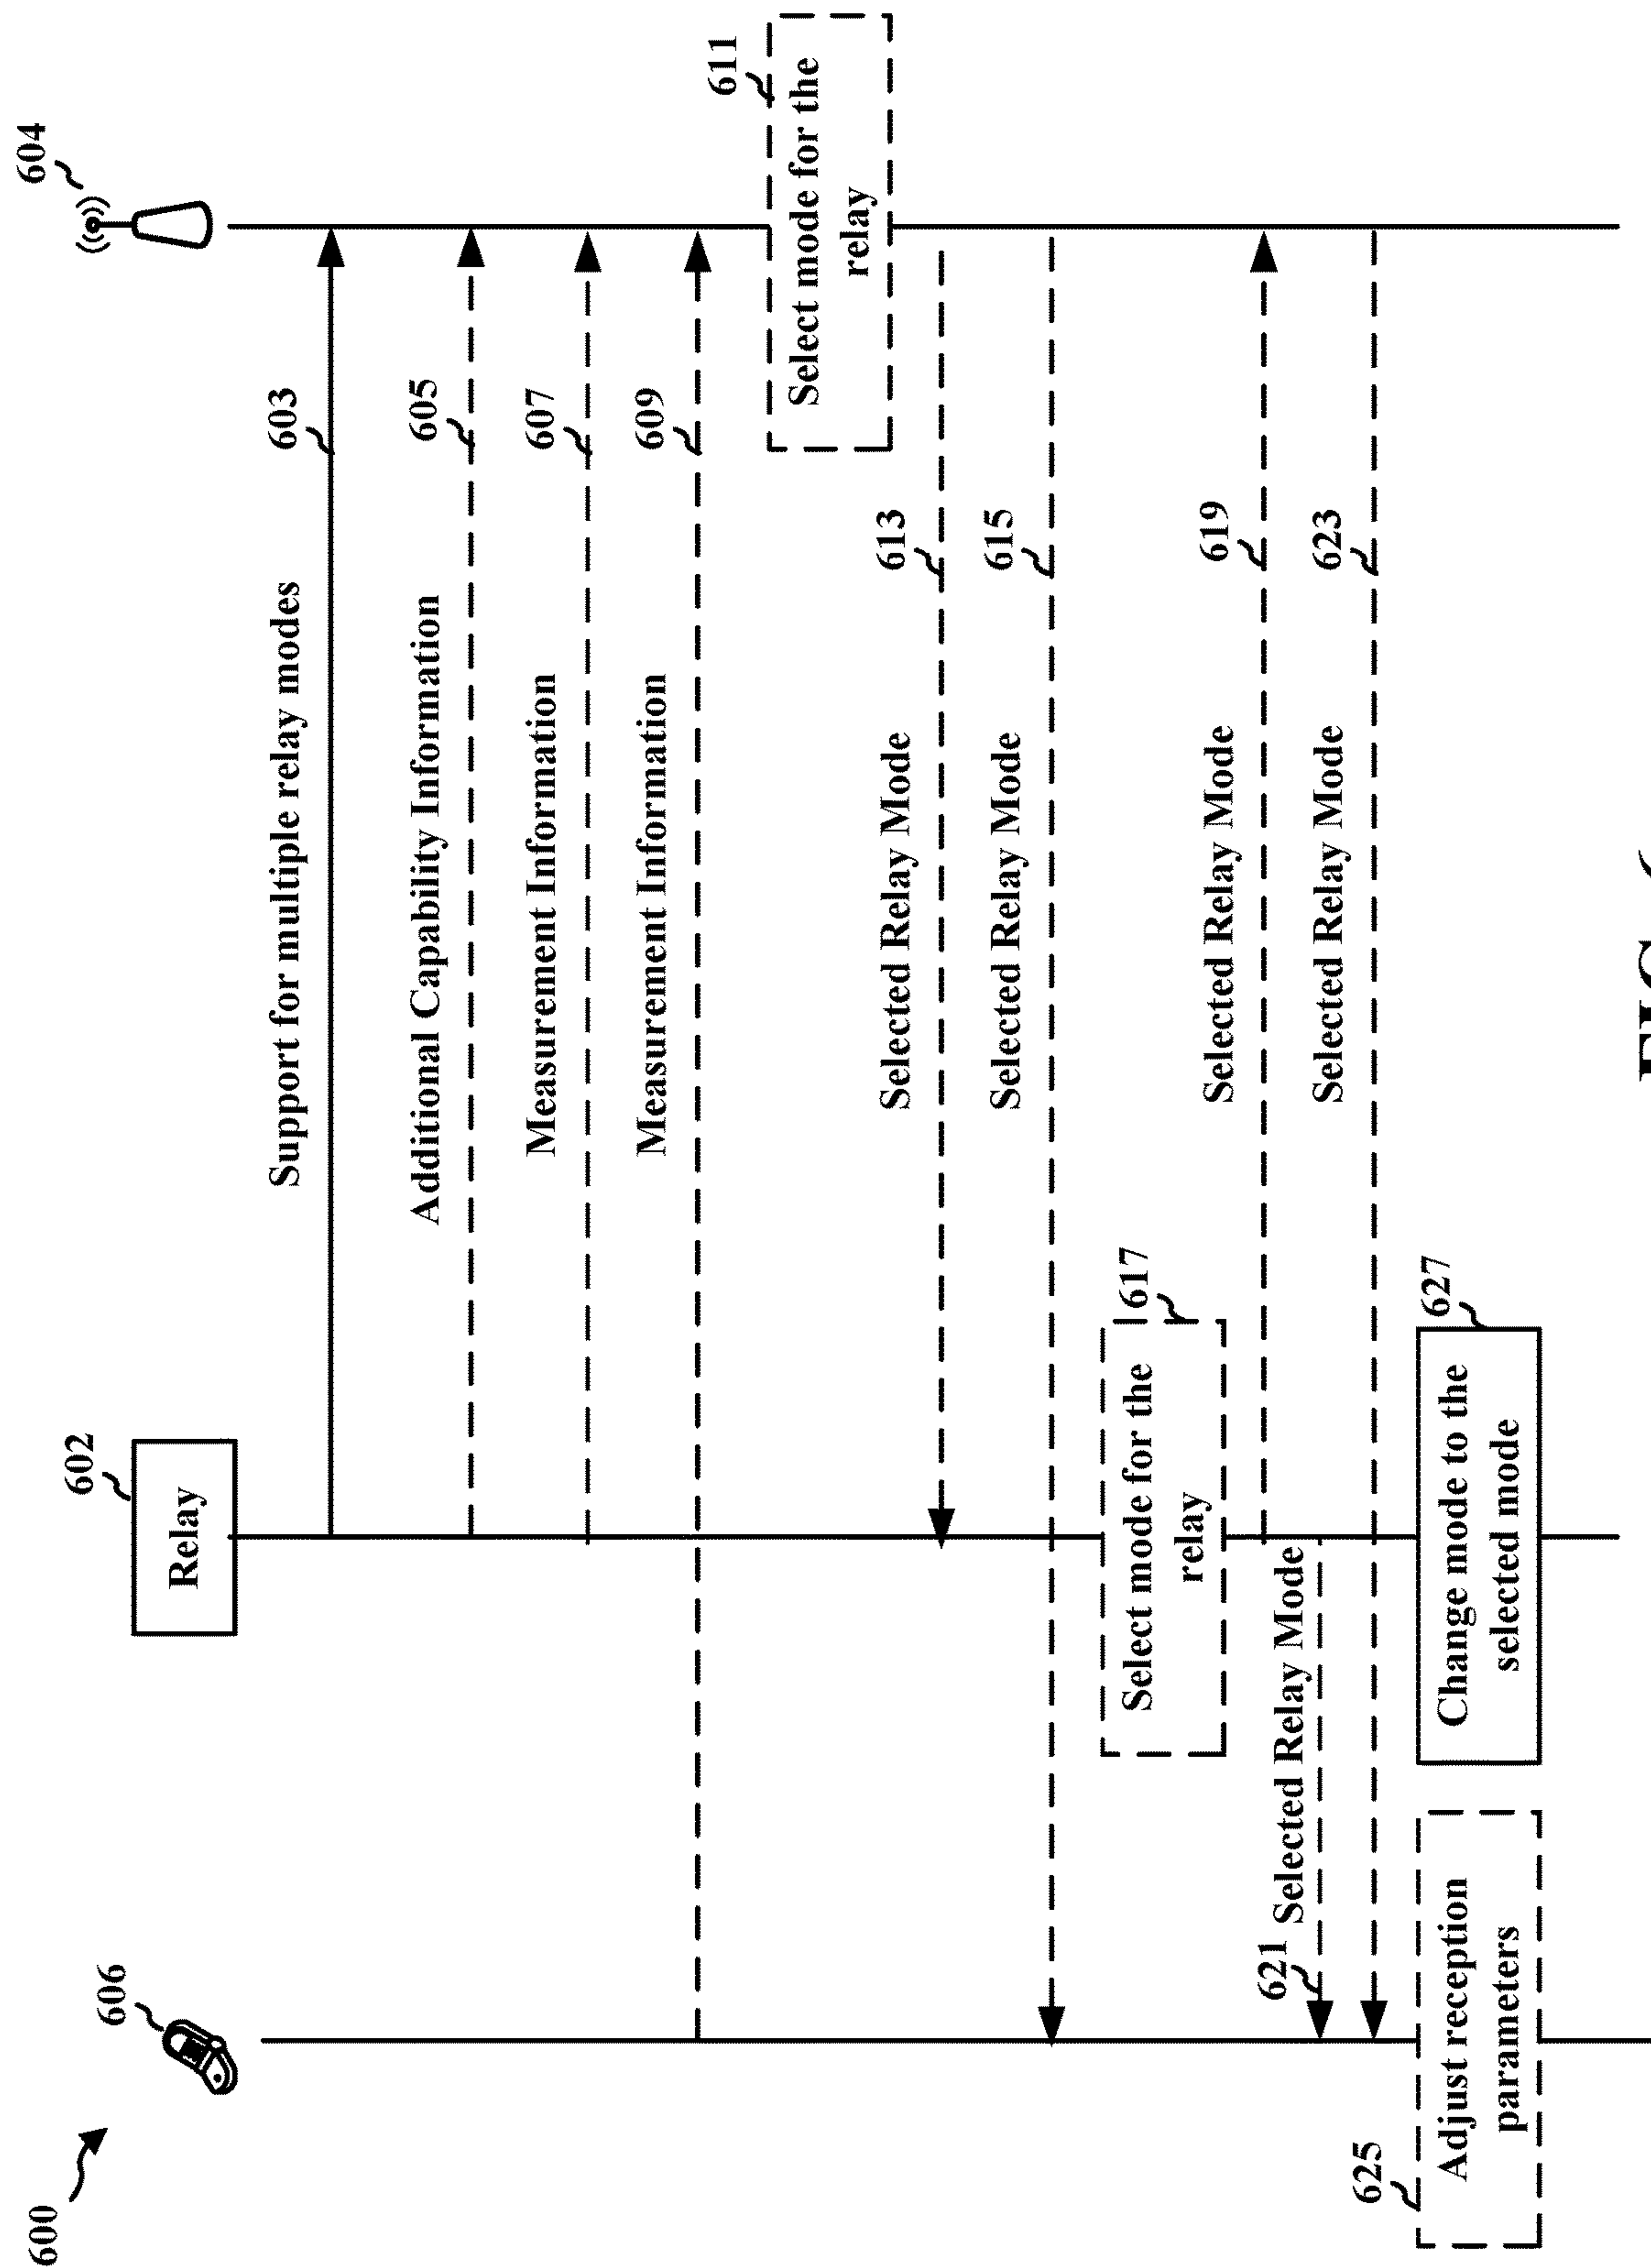 600
606
602
604
Relay
Support for multiple relay modes
603
Additional Capability Information
605
Measurement Information
607
Measurement Information
609
611
Select mode for the
relay
Selected Relay Mode
613
Selected Relay Mode
615
617
Select mode for the
relay
Selected Relay Mode
619
621
Selected Relay Mode
Selected Relay Mode
623
625
Adjust reception
parameters
627
Change mode to the
selected mode